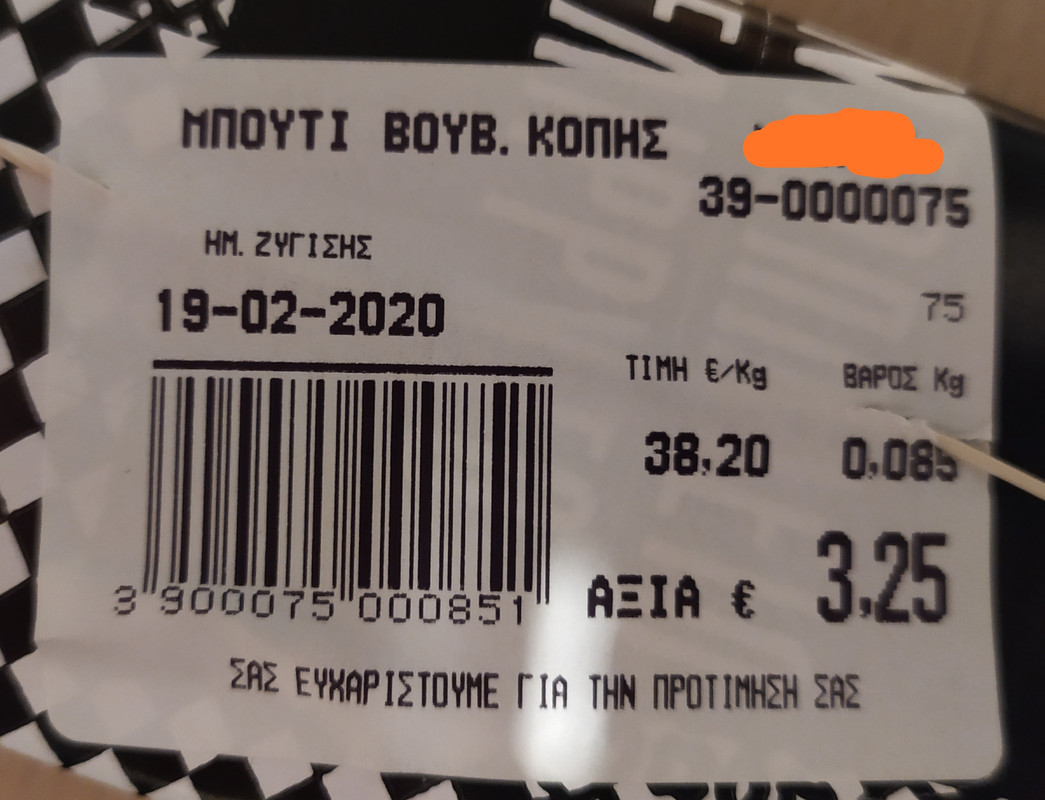 ΜΠΟΥΤΙ ΒΟΥΒ. ΚΟΠΗΣ
39-0000075
ΗΜ. ΖΥΓΙΣΗΣ
19-02-2020
75
ΤΙΜΗ €/Kg ΒΑΡΟΣ Kg
38,20 0,085
3 900075 000851
ΑΞΙΑ € 3,25
ΣΑΣ ΕΥΧΑΡΙΣΤΟΥΜΕ ΓΙΑ ΤΗΝ ΠΡΟΤΙΜΗΣΗ ΣΑΣ